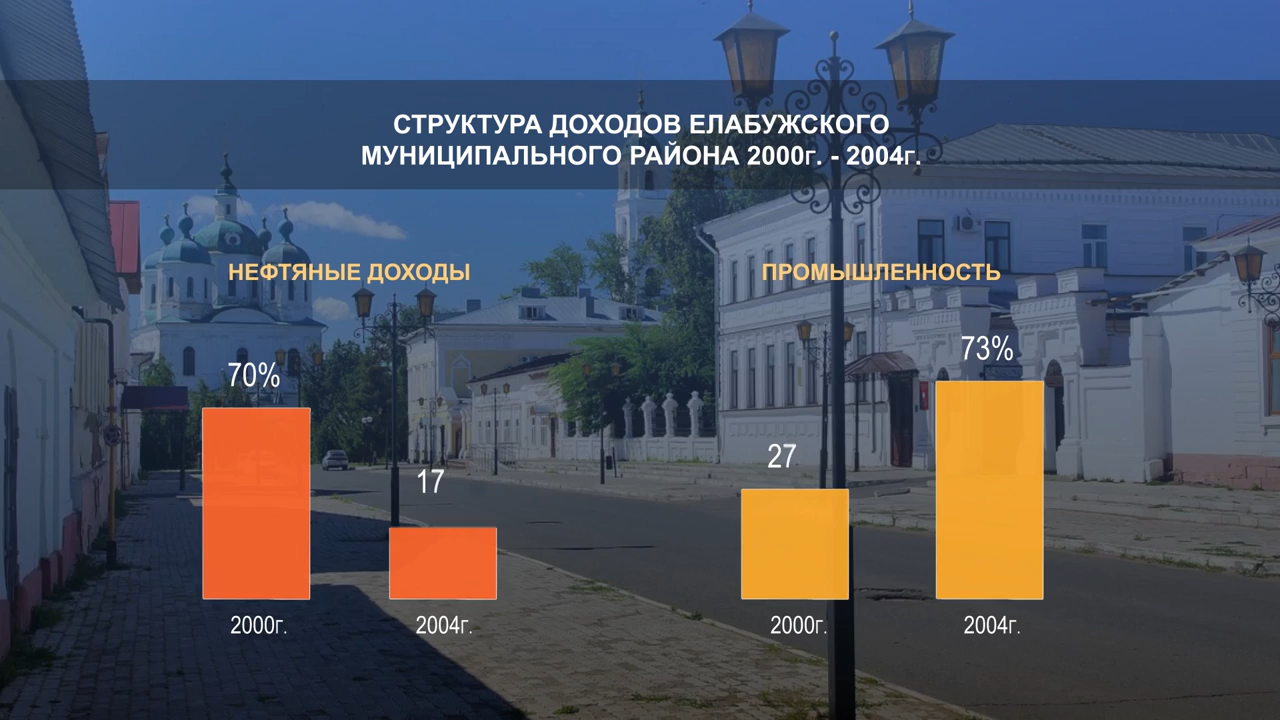 СТРУКТУРА ДОХОДОВ ЕЛАБУЖСКОГО
МУНИЦИПАЛЬНОГО РАЙОНА 2000г. - 2004г.
НЕФТЯНЫЕ ДОХОДЫ
70%
17
2000г.
2004г.
ПРОМЫШЛЕННОСТЬ
27
73%
2000г.
2004г.